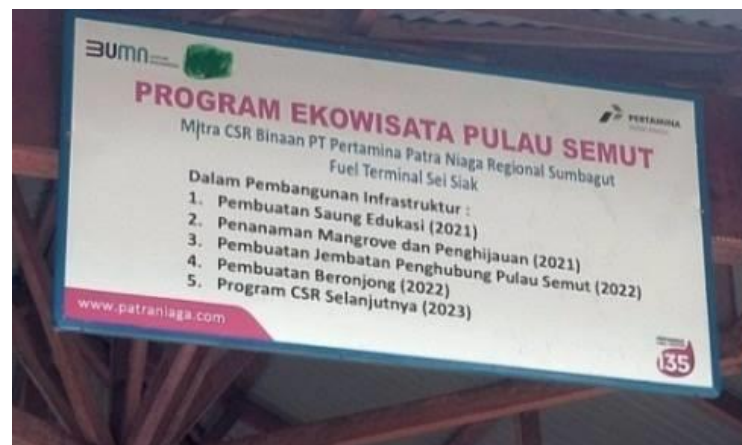 BUMN
PERTAMINA
PROGRAM EKOWISATA PULAU SEMUT
Mitra CSR Binaan PT Pertamina Patra Niaga Regional Sumbagut
Fuel Terminal Sei Siak
Dalam Pembangunan Infrastruktur :
1. Pembuatan Saung Edukasi (2021)
2. Penanaman Mangrove dan Penghijauan (2021)
3. Pembuatan Jembatan Penghubung Pulau Semut (2022)
4. Pembuatan Beronjong (2022)
5. Program CSR Selanjutnya (2023)
www.patraniaga.com
135